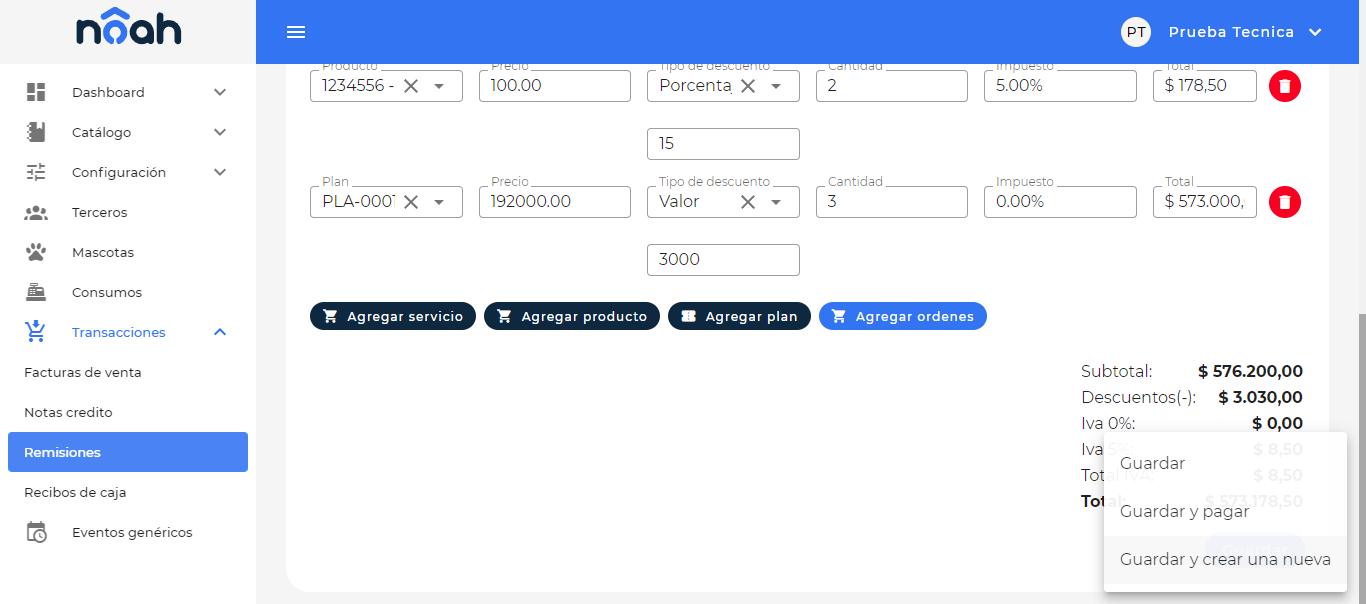 nôah
PT Prueba Tecnica
Dashboard
Catálogo
Configuración
Terceros
Mascotas
Consumos
Transacciones
Facturas de venta
Notas credito
Remisiones
Recibos de caja
Eventos genéricos
Producto Precio Tipo de descuento Cantidad Impuesto Total
1234556 - 100.00 Porcenta 2 5.00% $ 178,50
15
Plan Precio Tipo de descuento Cantidad Impuesto Total
PLA-0001 192000.00 Valor 3 0.00% $ 573.000,
3000
Agregar servicio Agregar producto Agregar plan Agregar ordenes
Subtotal: $ 576.200,00
Descuentos(-): $ 3.030,00
Iva 0%: $ 0,00
Iva 5%: $ 8,50
Total IVA: $ 8,50
Total: $ 573.178,50
Guardar
Guardar y pagar
Guardar y crear una nueva